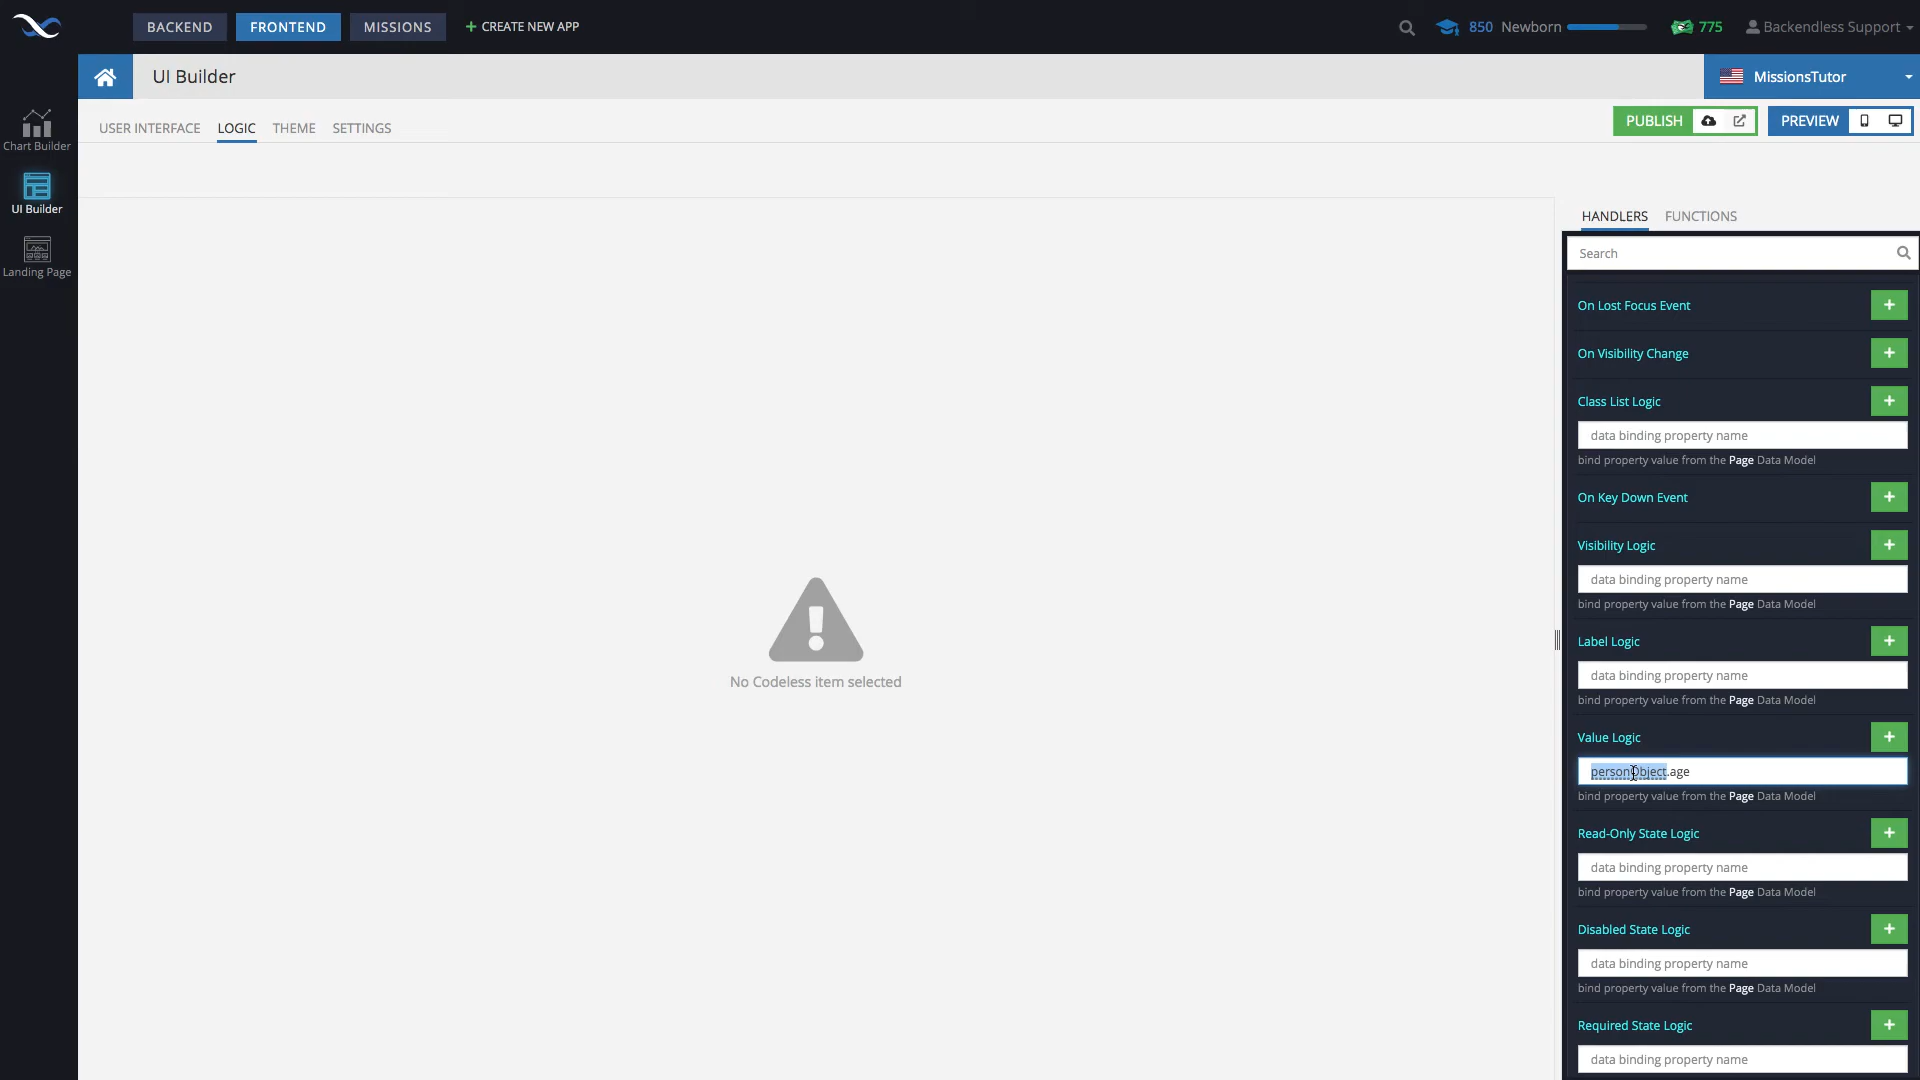 BACKEND
FRONTEND
MISSIONS
+ CREATE NEW APP
850 Newborn
775
Backendless Support
UI Builder
MissionsTutor
USER INTERFACE
LOGIC
THEME
SETTINGS
PUBLISH
PREVIEW
Chart Builder
UI Builder
Landing Page
No Codeless item selected
HANDLERS
FUNCTIONS
Search
On Lost Focus Event
On Visibility Change
Class List Logic
data binding property name
bind property value from the Page Data Model
On Key Down Event
Visibility Logic
data binding property name
bind property value from the Page Data Model
Label Logic
data binding property name
bind property value from the Page Data Model
Value Logic
personObject.age
bind property value from the Page Data Model
Read-Only State Logic
data binding property name
bind property value from the Page Data Model
Disabled State Logic
data binding property name
bind property value from the Page Data Model
Required State Logic
data binding property name